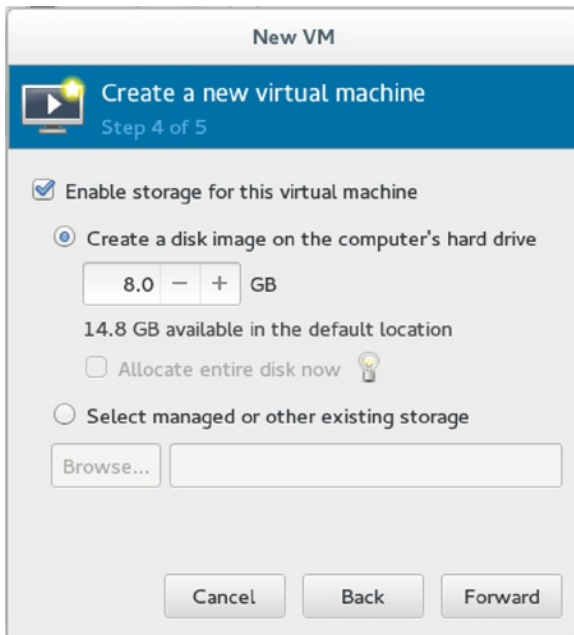 New VM
Create a new virtual machine
Step 4 of 5
Enable storage for this virtual machine
Create a disk image on the computer's hard drive
8.0 − + GB
14.8 GB available in the default location
Allocate entire disk now
Select managed or other existing storage
Browse...
Cancel Back Forward